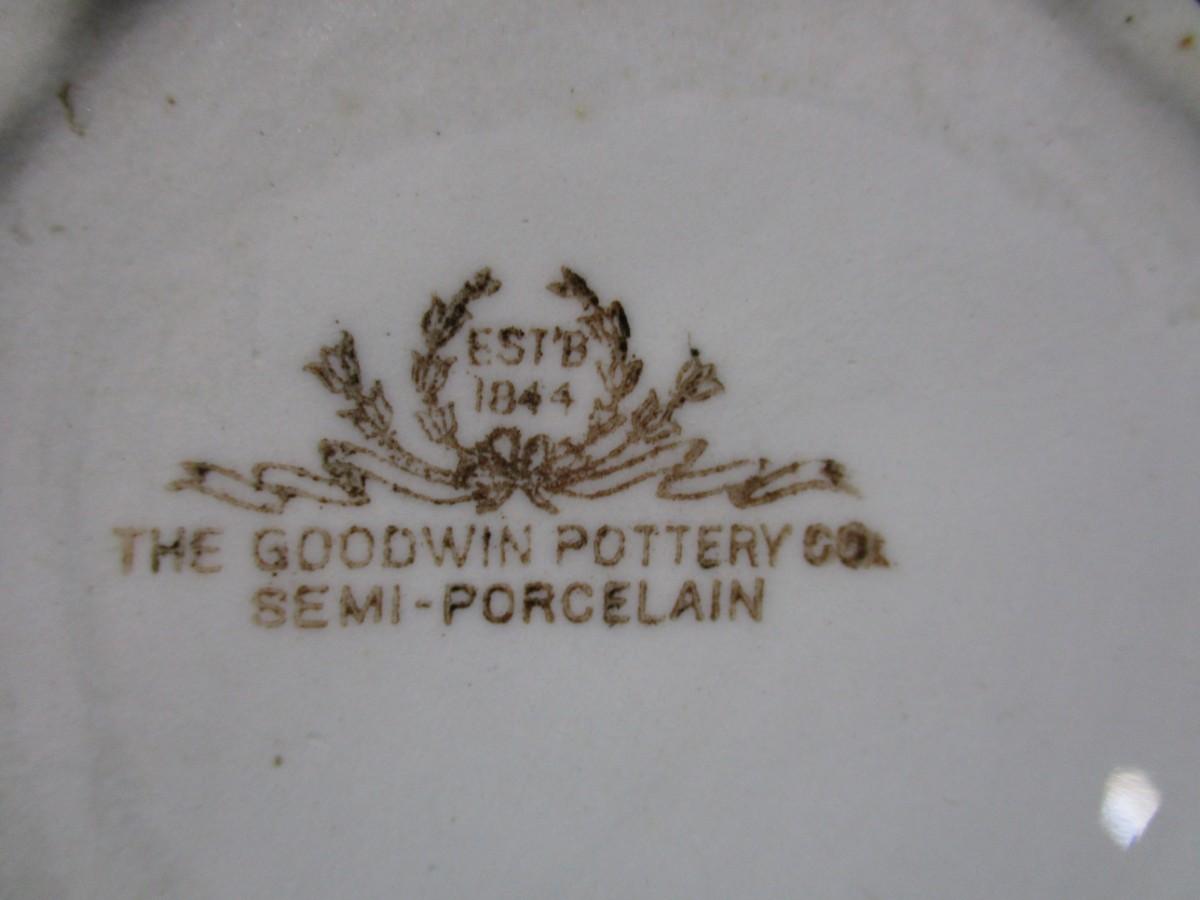 EST'B
1844
THE GOODWIN POTTERY CO.
SEMI-PORCELAIN